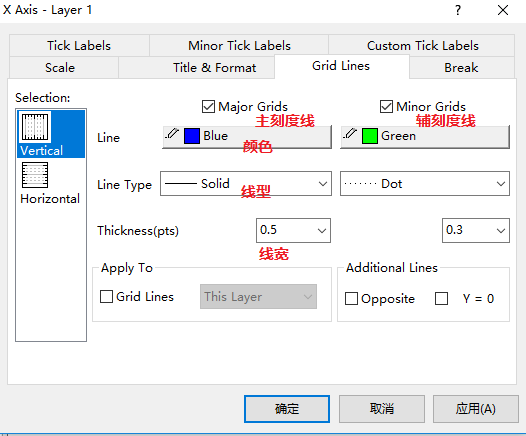 X Axis - Layer 1
?
Tick Labels
Minor Tick Labels
Custom Tick Labels
Scale
Title & Format
Grid Lines
Break
Selection:
Vertical
Horizontal
Major Grids
Minor Grids
主刻度线
辅刻度线
Line
Blue
Green
颜色
Line Type
Solid
Dot
线型
Thickness(pts)
0.5
0.3
线宽
Apply To
Grid Lines
This Layer
Additional Lines
Opposite
Y = 0
确定
取消
应用(A)